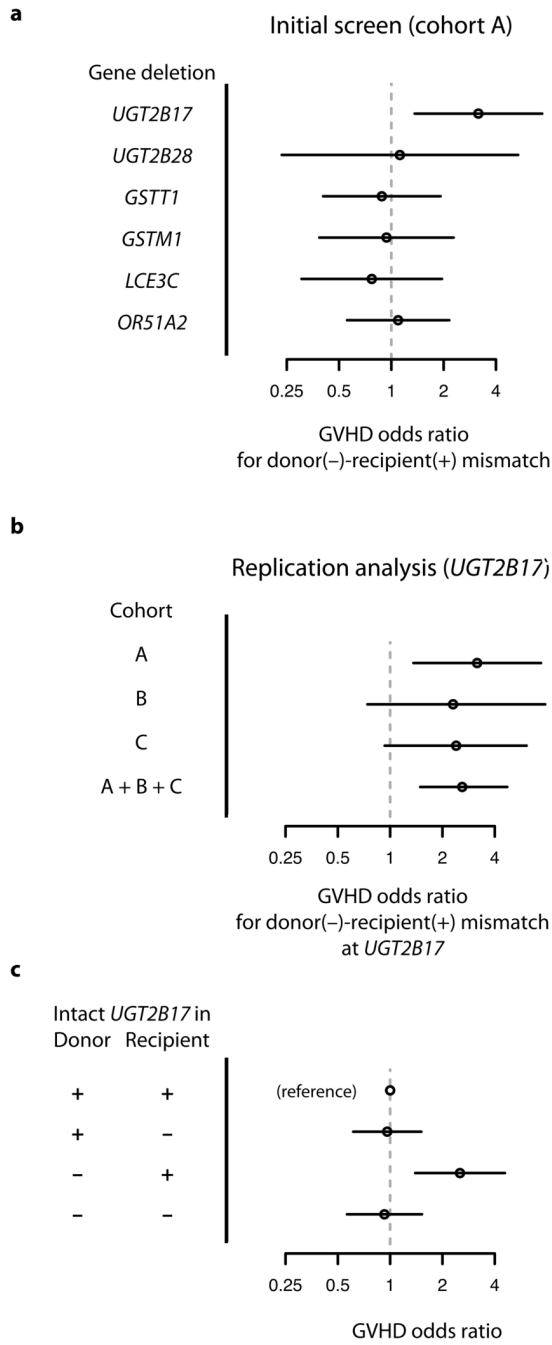 a
Initial screen (cohort A)
Gene deletion
UGT2B17
UGT2B28
GSTT1
GSTM1
LCE3C
OR51A2
0.25 0.5 1 2 4
GVHD odds ratio
for donor(–)-recipient(+) mismatch
b
Replication analysis (UGT2B17)
Cohort
A
B
C
A + B + C
0.25 0.5 1 2 4
GVHD odds ratio
for donor(–)-recipient(+) mismatch
at UGT2B17
c
Intact UGT2B17 in
Donor Recipient
+ + (reference)
+ –
– +
– –
0.25 0.5 1 2 4
GVHD odds ratio